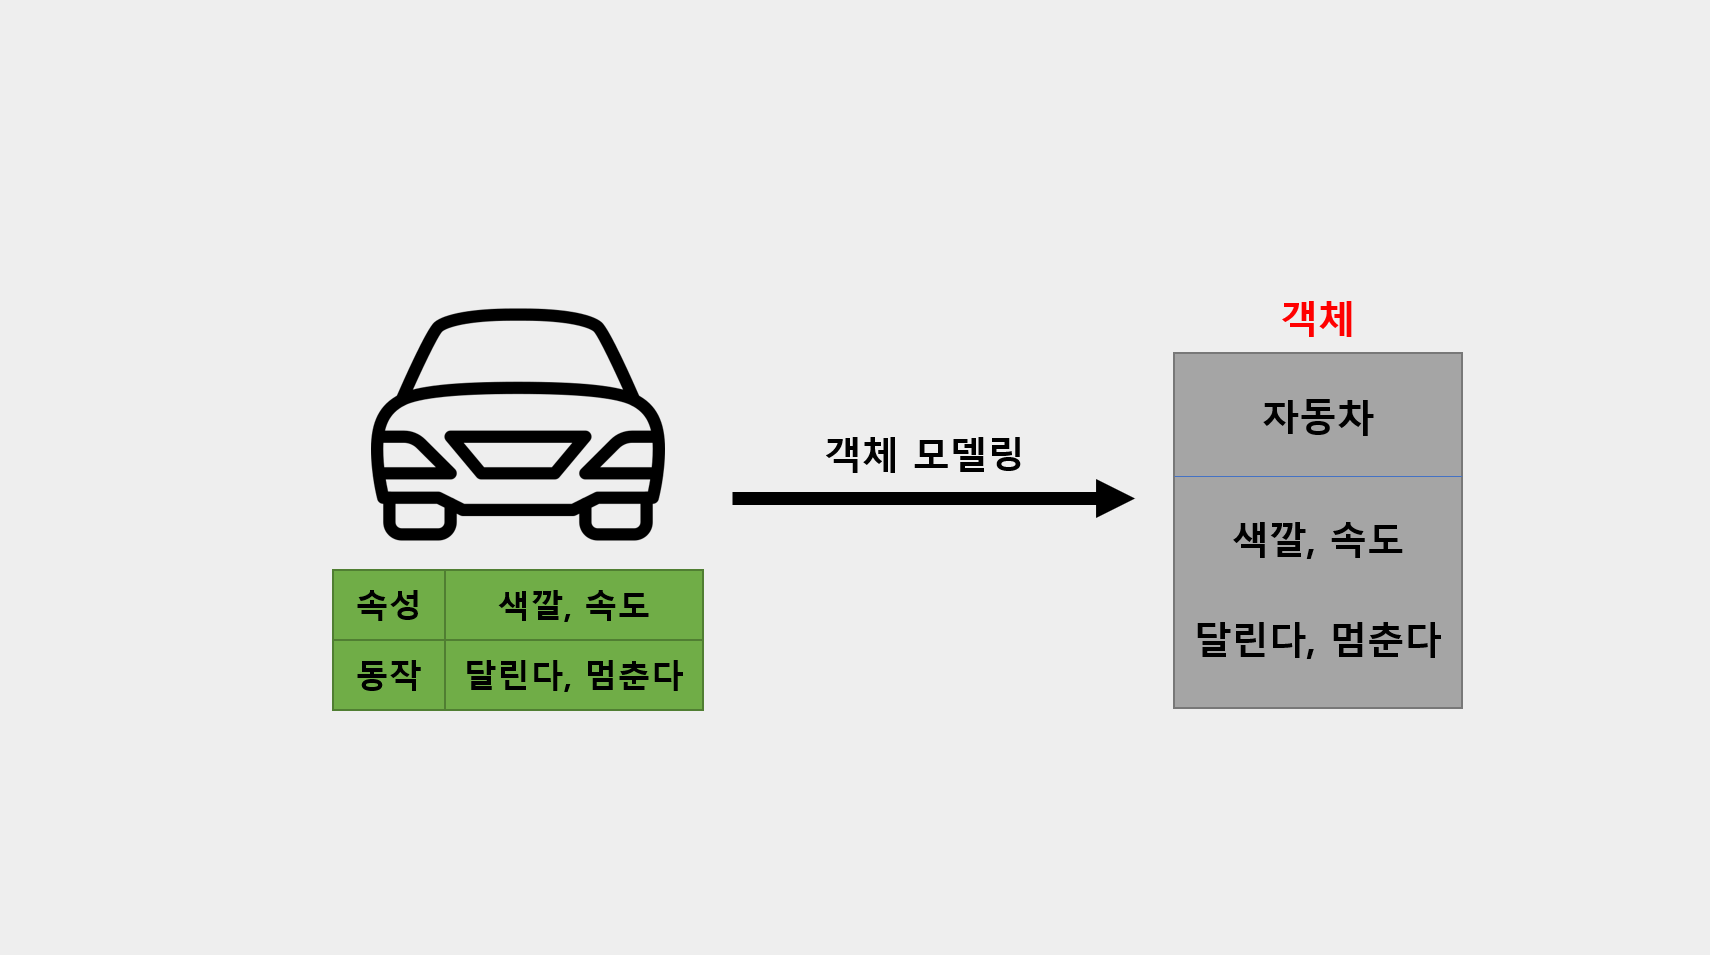 객체 모델링
속성 색깔, 속도
동작 달린다, 멈춘다
객체
자동차
색깔, 속도
달린다, 멈춘다